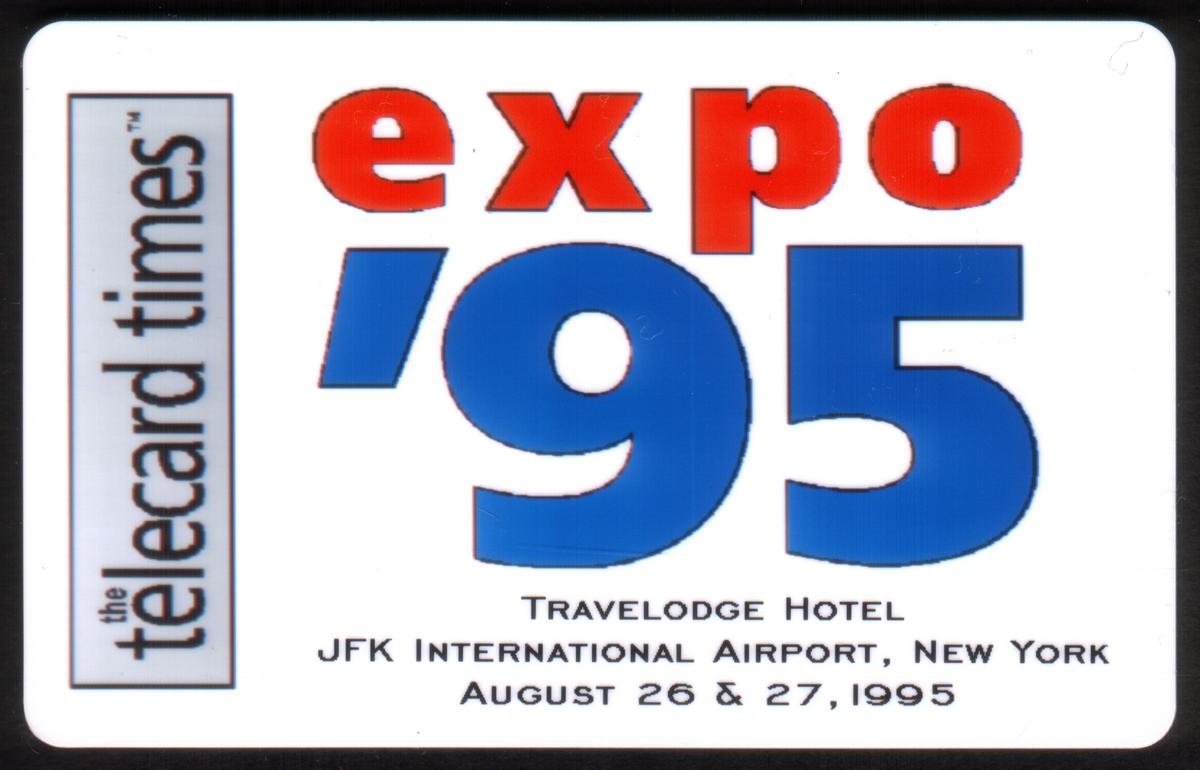 the
telecard times™
expo
'95
TRAVELODGE HOTEL
JFK INTERNATIONAL AIRPORT, NEW YORK
AUGUST 26 & 27, 1995